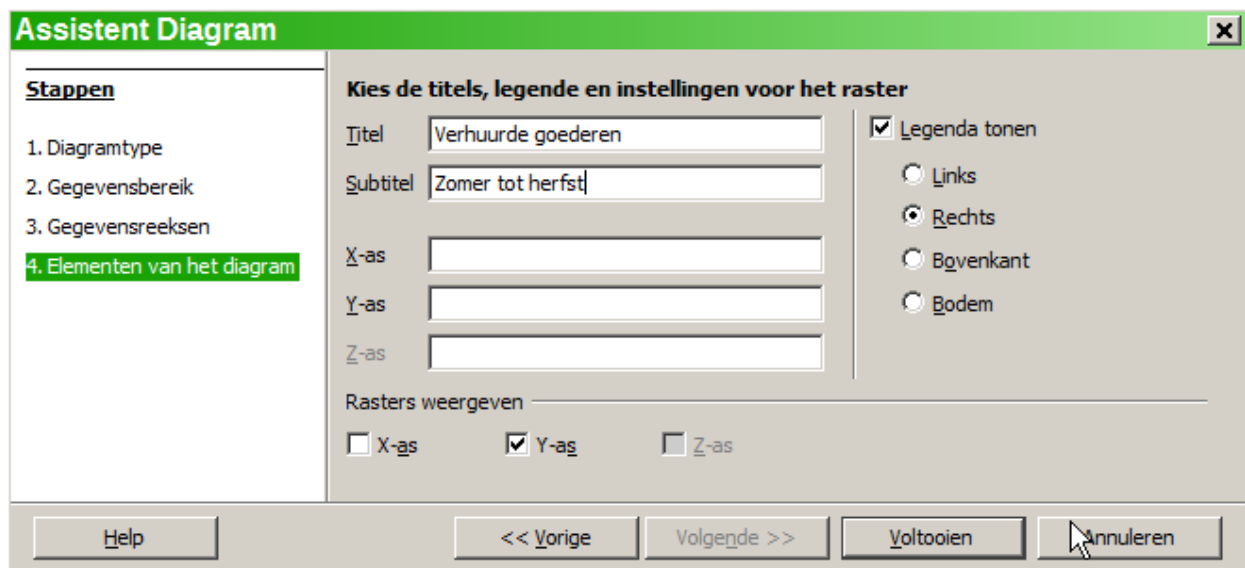 Assistent Diagram
Stappen
1. Diagramtype
2. Gegevensbereik
3. Gegevensreeksen
4. Elementen van het diagram
Kies de titels, legende en instellingen voor het raster
Titel Verhuurde goederen
Subtitel Zomer tot herfst
X-as
Y-as
Z-as
Legenda tonen
Links
Rechts
Bovenkant
Bodem
Rasters weergeven
X-as Y-as Z-as
Help << Vorige Volgende >> Voltooien Annuleren